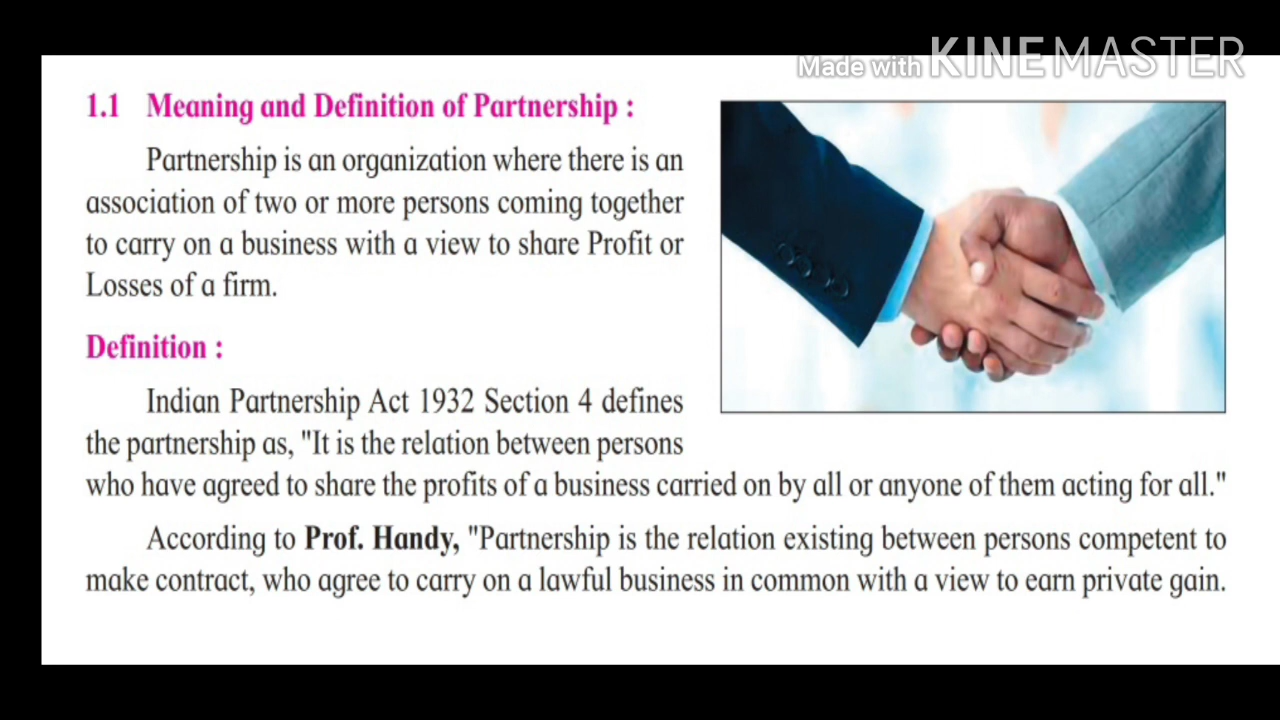 Made with KINEMASTER
1.1 Meaning and Definition of Partnership :
Partnership is an organization where there is an
association of two or more persons coming together
to carry on a business with a view to share Profit or
Losses of a firm.
Definition :
Indian Partnership Act 1932 Section 4 defines
the partnership as, "It is the relation between persons
who have agreed to share the profits of a business carried on by all or anyone of them acting for all."
According to Prof. Handy, "Partnership is the relation existing between persons competent to
make contract, who agree to carry on a lawful business in common with a view to earn private gain.